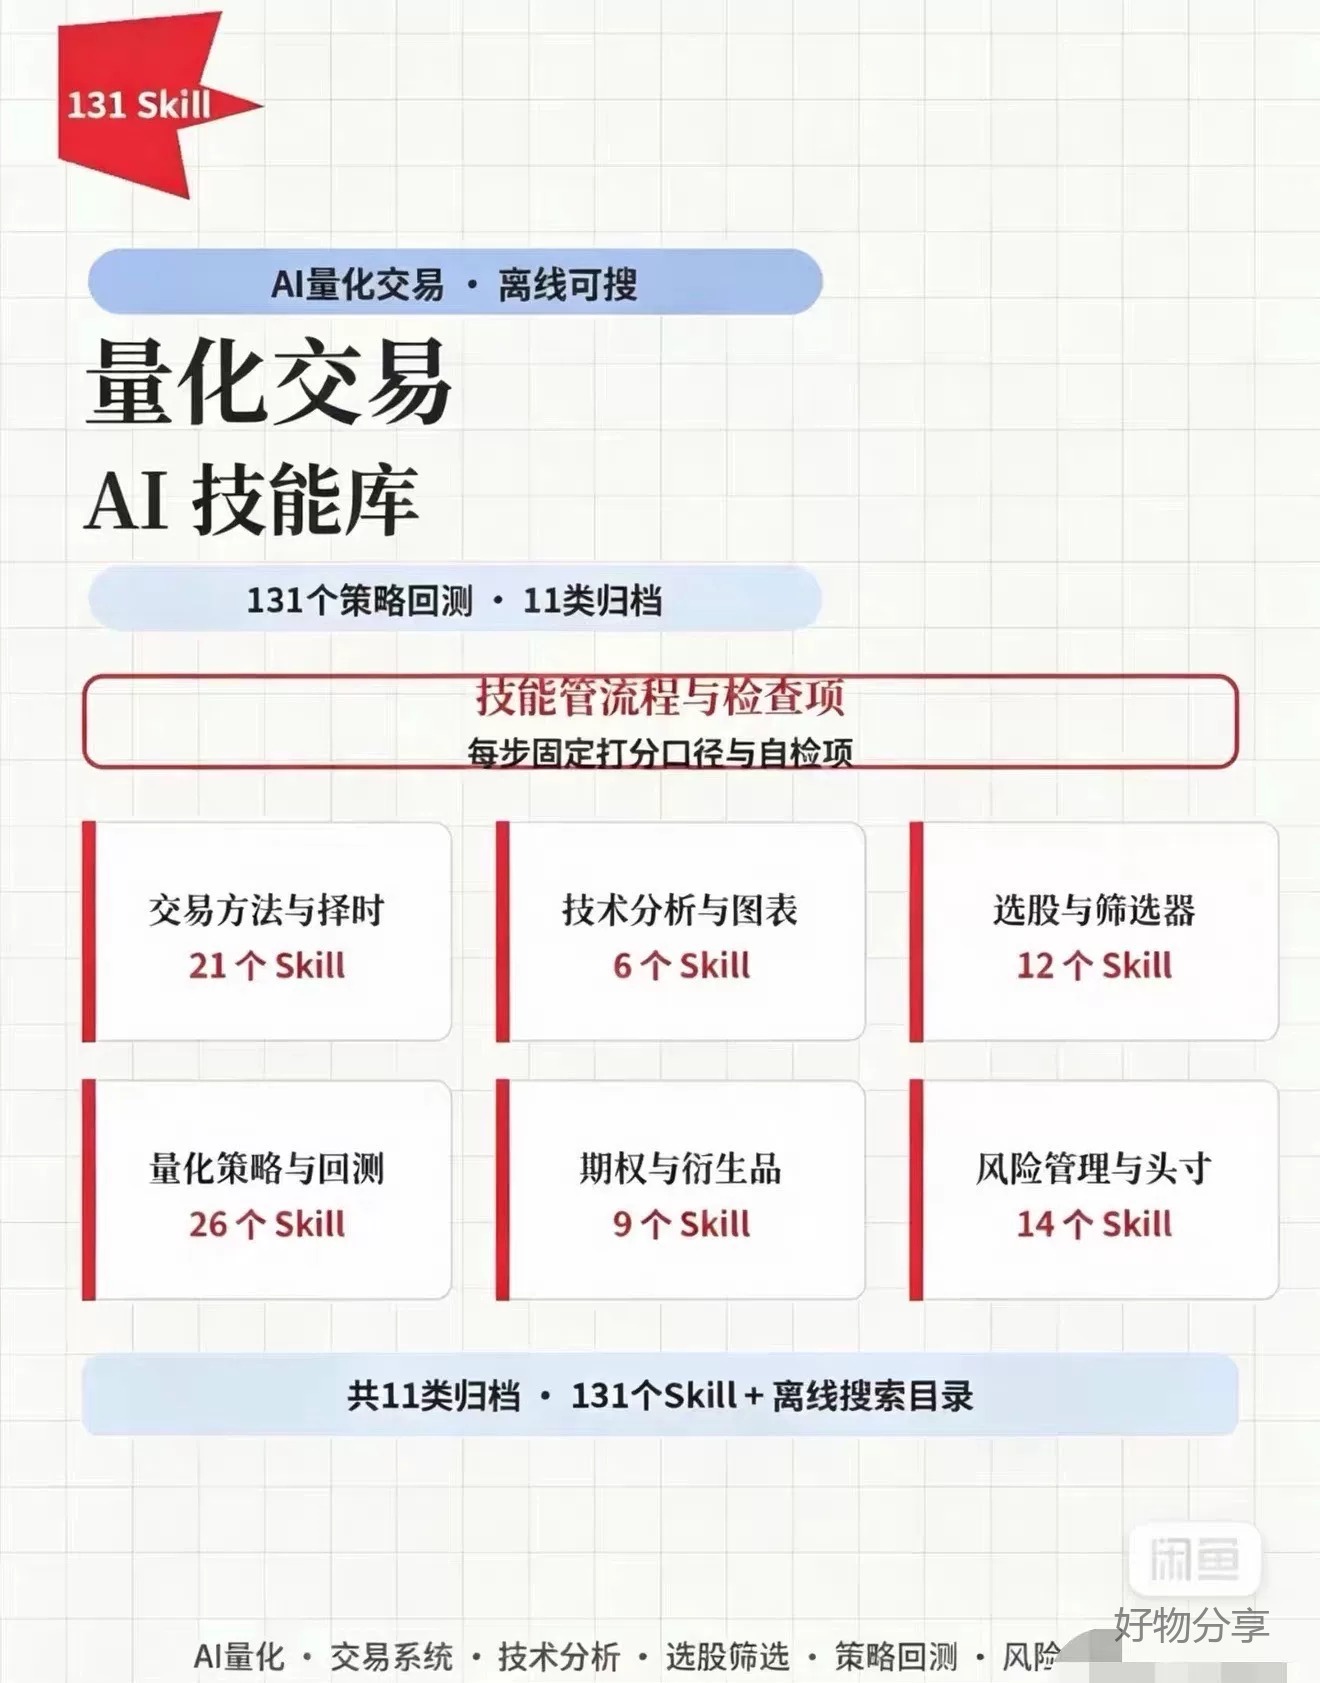 131 Skill
AI量化交易 · 离线可搜
量化交易
AI 技能库
131个策略回测 · 11类归档
技能管流程与检查项
每步固定打分口径与自检项
交易方法与择时
21个 Skill
技术分析与图表
6个 Skill
选股与筛选器
12个 Skill
量化策略与回测
26个 Skill
期权与衍生品
9个 Skill
风险管理与头寸
14个 Skill
共11类归档 · 131个Skill + 离线搜索目录
闲鱼
好物分享
AI量化 · 交易系统 · 技术分析 · 选股筛选 · 策略回测 · 风险